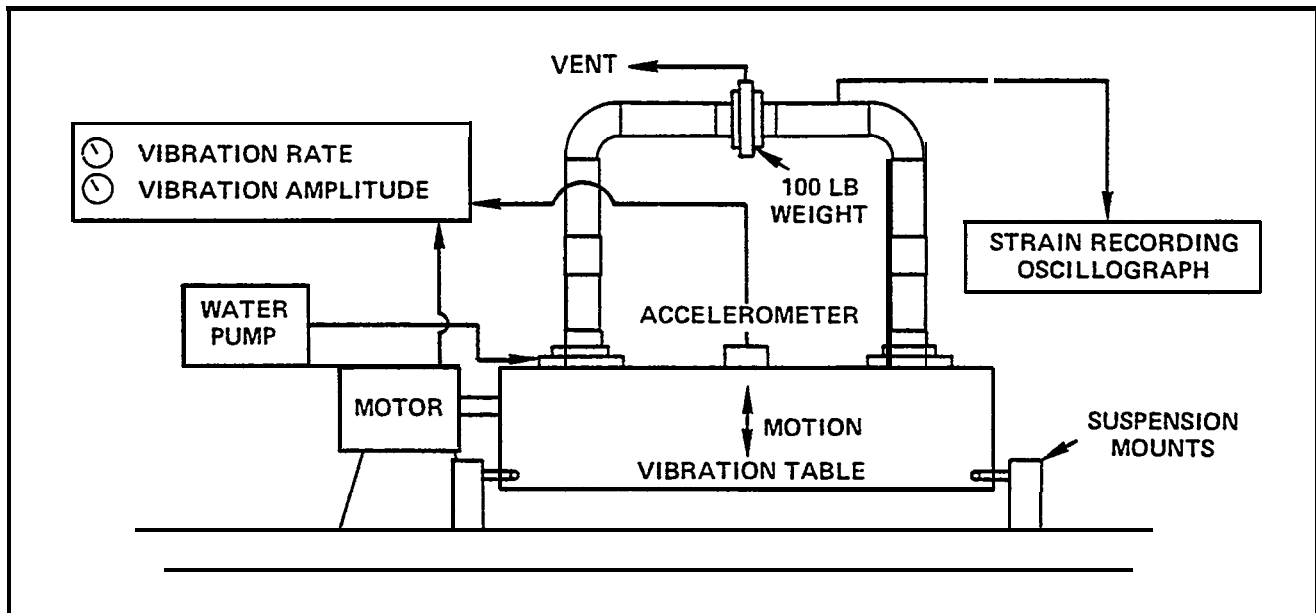 VENT
VIBRATION RATE
VIBRATION AMPLITUDE
100 LB
WEIGHT
STRAIN RECORDING
OSCILLOGRAPH
WATER
PUMP
ACCELEROMETER
MOTOR
MOTION
VIBRATION TABLE
SUSPENSION
MOUNTS